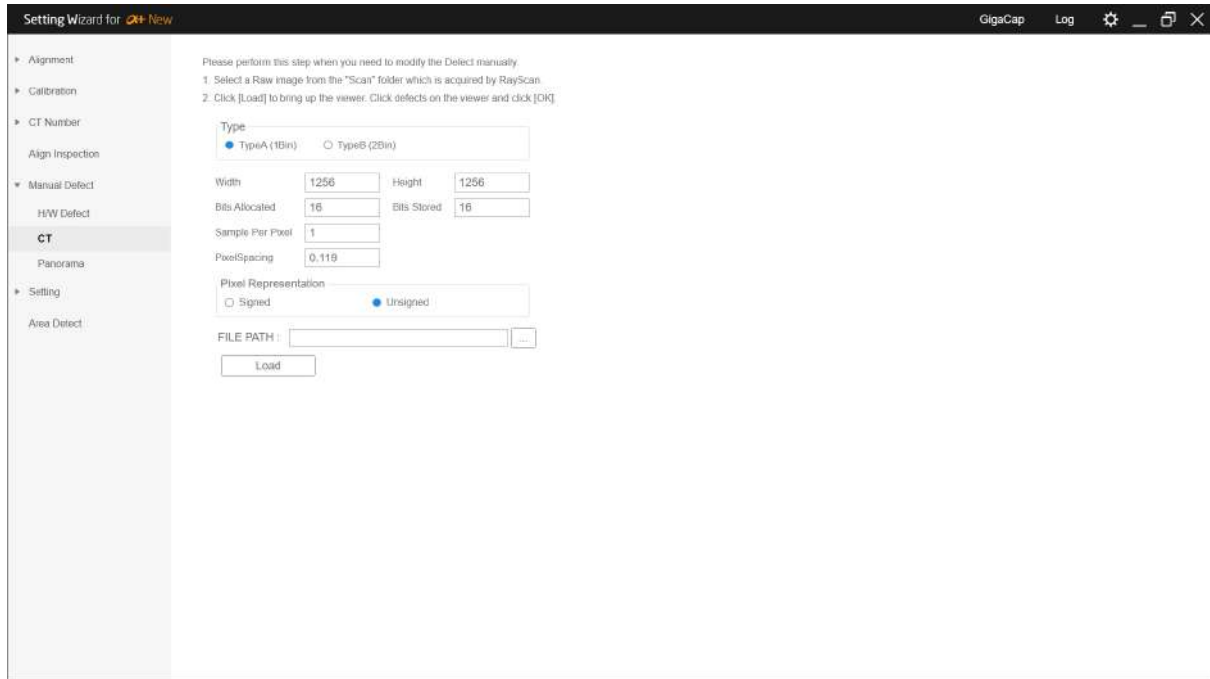 Setting Wizard for α+ New
GigaCap Log
Alignment
Calibration
CT Number
Align Inspection
Manual Defect
H/W Defect
CT
Panorama
Setting
Area Detect
Please perform this step when you need to modify the Defect manually.
1. Select a Raw image from the "Scan" folder which is acquired by RayScan.
2. Click [Load] to bring up the viewer. Click defects on the viewer and click [OK].
Type
TypeA (1Bin) TypeB (2Bin)
Width 1256 Height 1256
Bits Allocated 16 Bits Stored 16
Sample Per Pixel 1
PixelSpacing 0.119
Pixel Representation
Signed Unsigned
FILE PATH :
...
Load